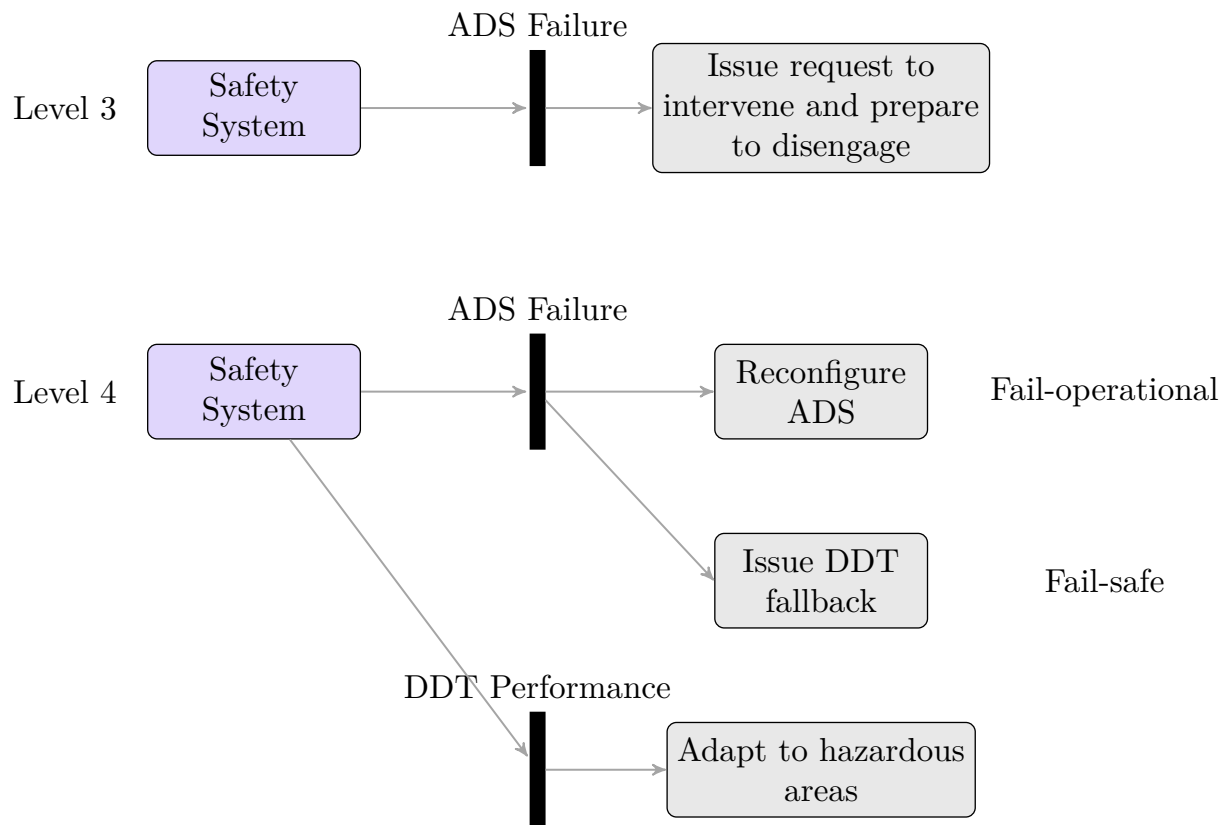 ADS Failure
Level 3
Safety
System
Issue request to
intervene and prepare
to disengage
ADS Failure
Level 4
Safety
System
Reconfigure
ADS
Fail-operational
Issue DDT
fallback
Fail-safe
DDT Performance
Adapt to hazardous
areas